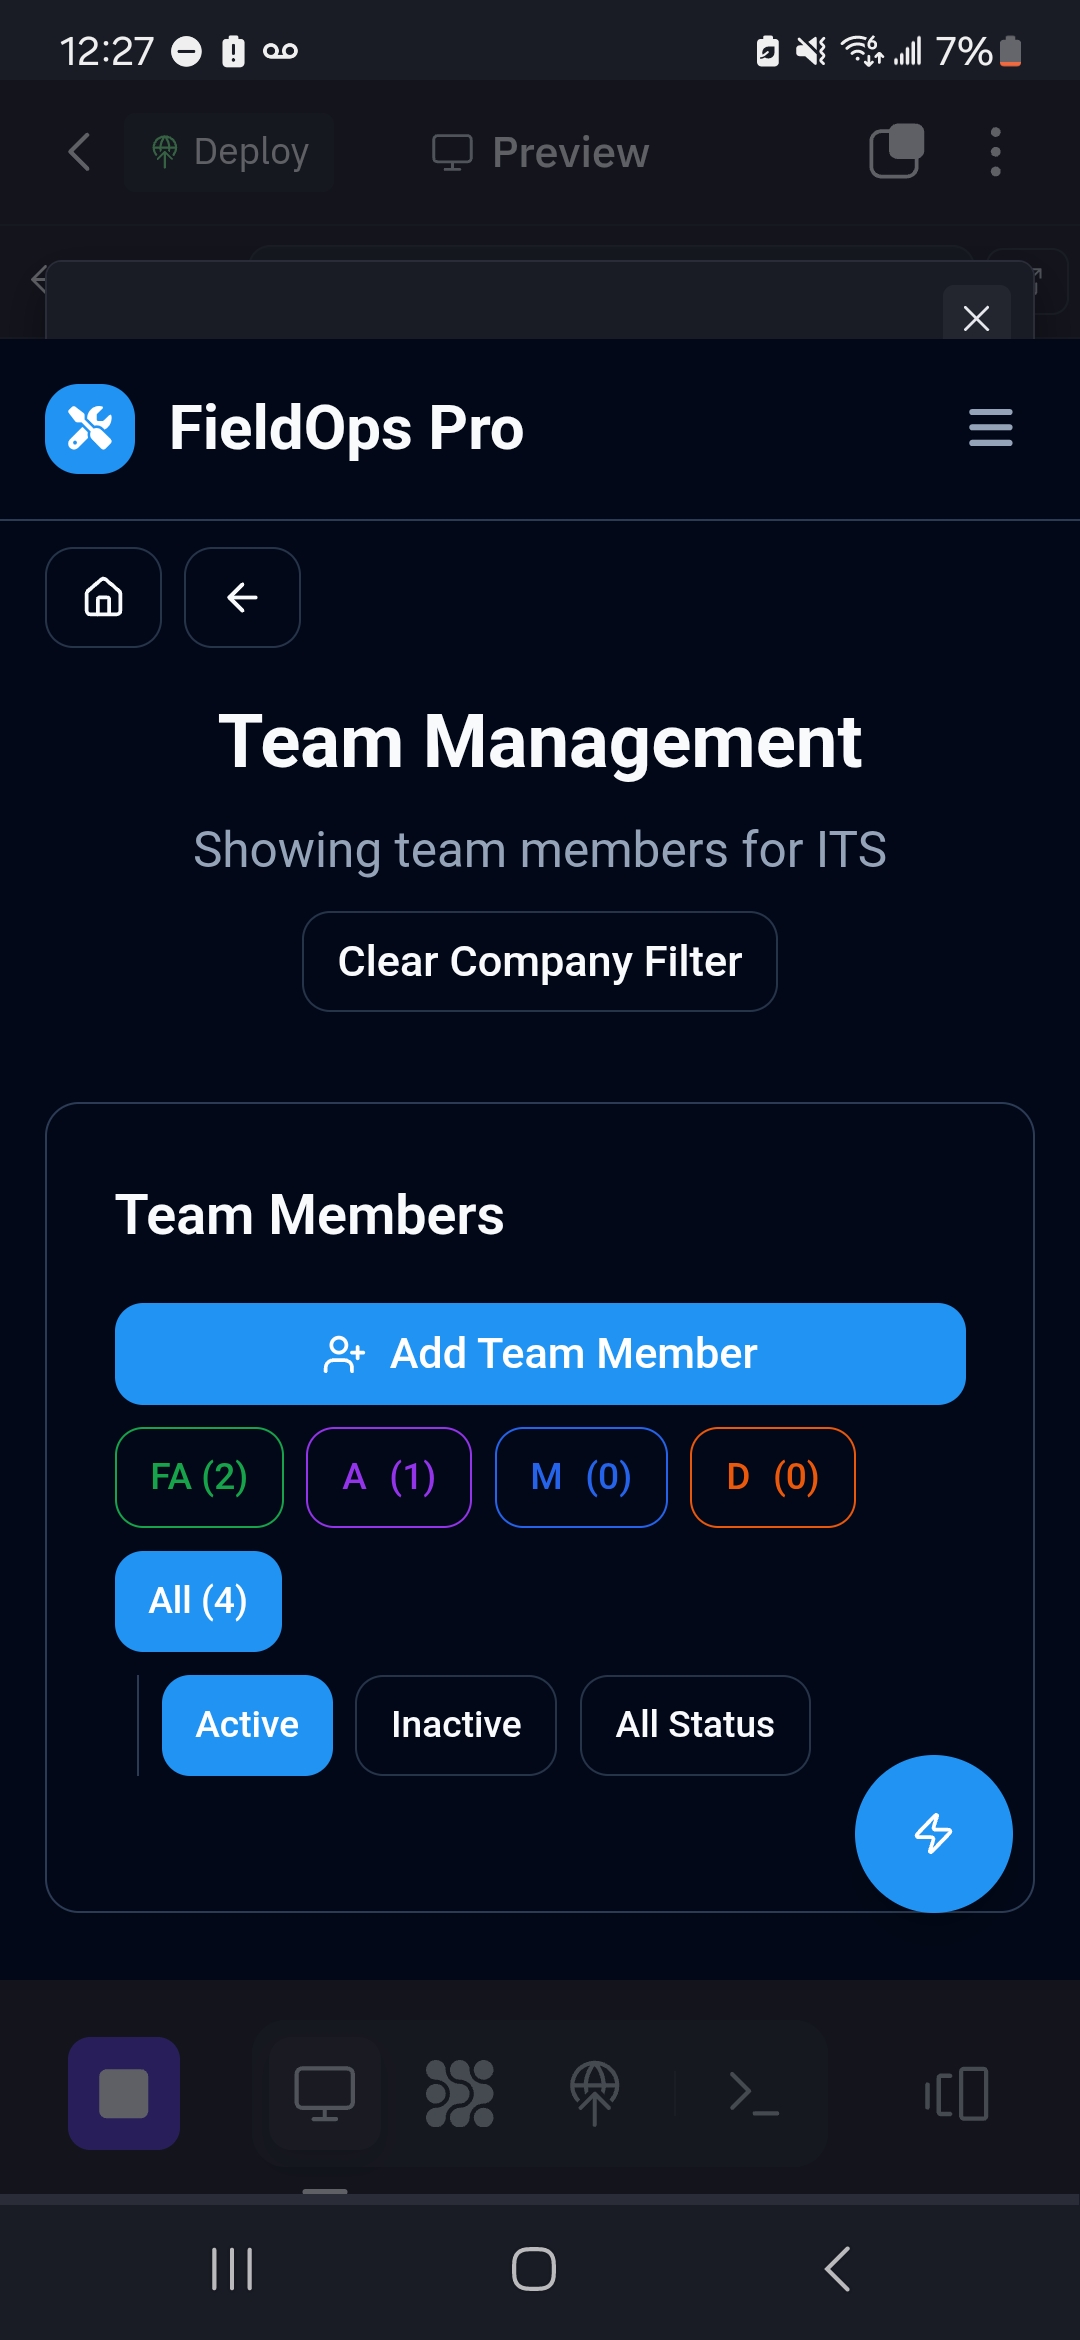 12:27 7%
Deploy Preview
FieldOps Pro
Team Management
Showing team members for ITS
Clear Company Filter
Team Members
Add Team Member
FA (2) A (1) M (0) D (0)
All (4)
Active Inactive All Status